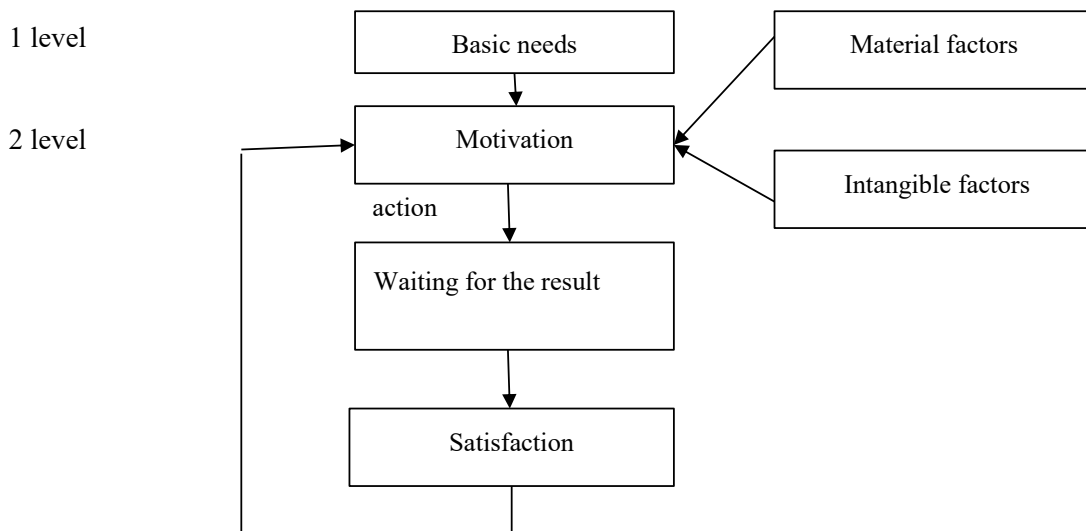 1 level
Basic needs
Material factors
2 level
Motivation
Intangible factors
action
Waiting for the result
Satisfaction